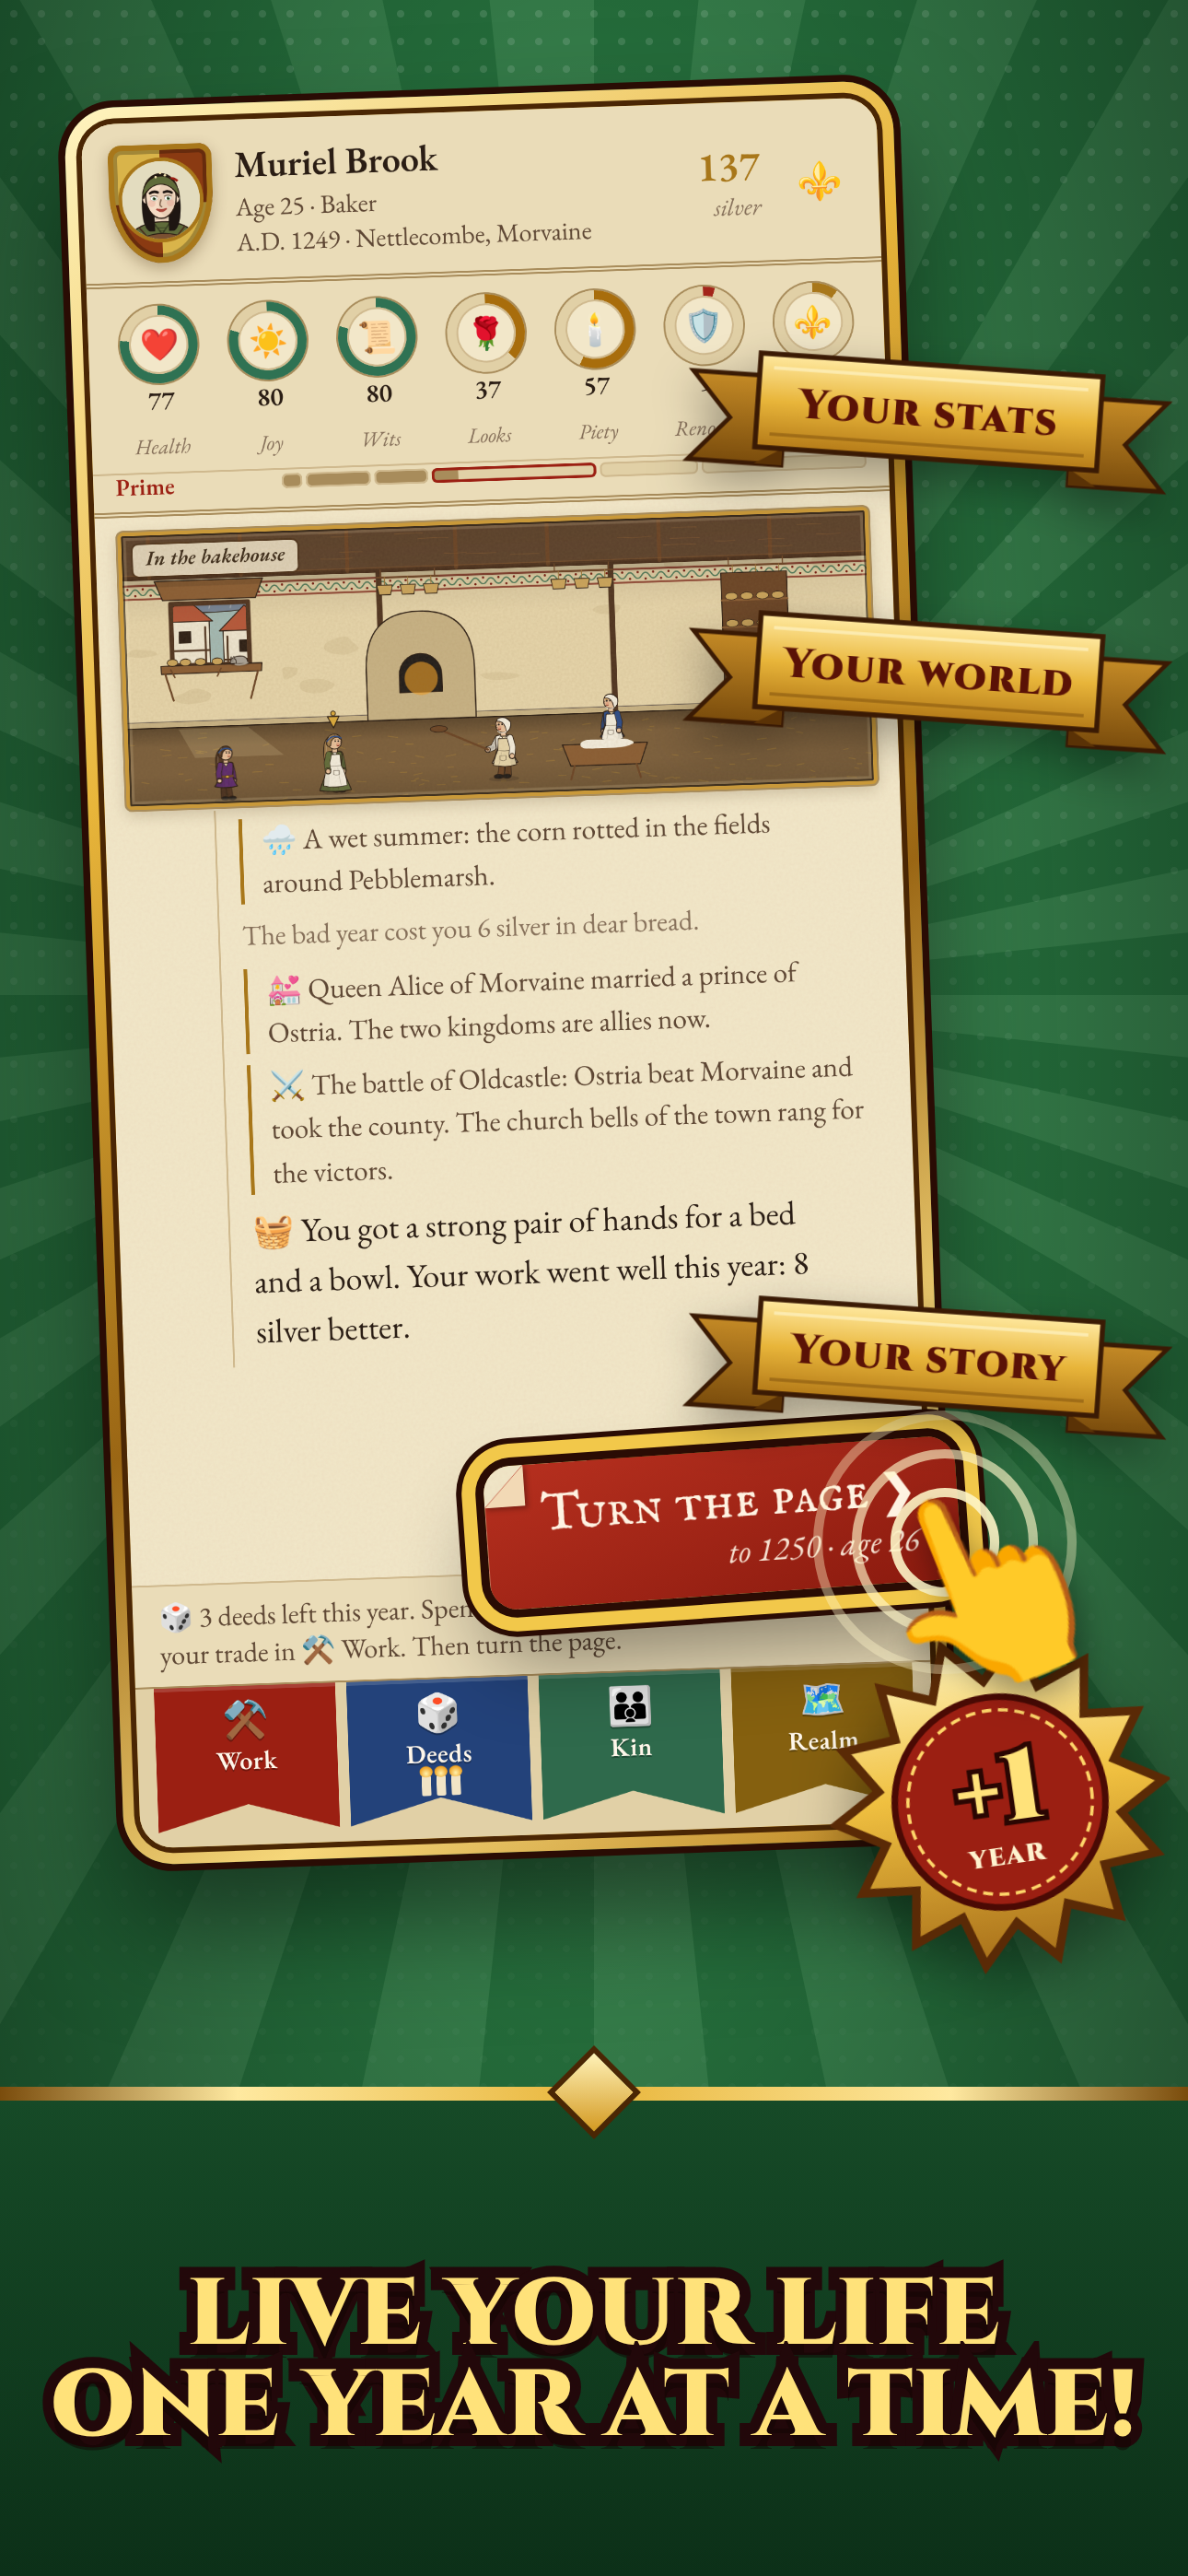 Muriel Brook
Age 25 · Baker
A.D. 1249 · Nettlecombe, Morvaine
137
silver
77
80
80
37
57
Health
Joy
Wits
Looks
Piety
YOUR STATS
Prime
In the bakehouse
YOUR WORLD
A wet summer: the corn rotted in the fields
around Pebblemarsh.
The bad year cost you 6 silver in dear bread.
Queen Alice of Morvaine married a prince of
Ostria. The two kingdoms are allies now.
The battle of Oldcastle: Ostria beat Morvaine and
took the county. The church bells of the town rang for
the victors.
You got a strong pair of hands for a bed
and a bowl. Your work went well this year: 8
silver better.
YOUR STORY
TURN THE PAGE ❯
to 1250 · age 26
3 deeds left this year.
your trade in Work. Then turn the page.
Work
Deeds
Kin
Realm
+1
YEAR
LIVE YOUR LIFE
ONE YEAR AT A TIME!